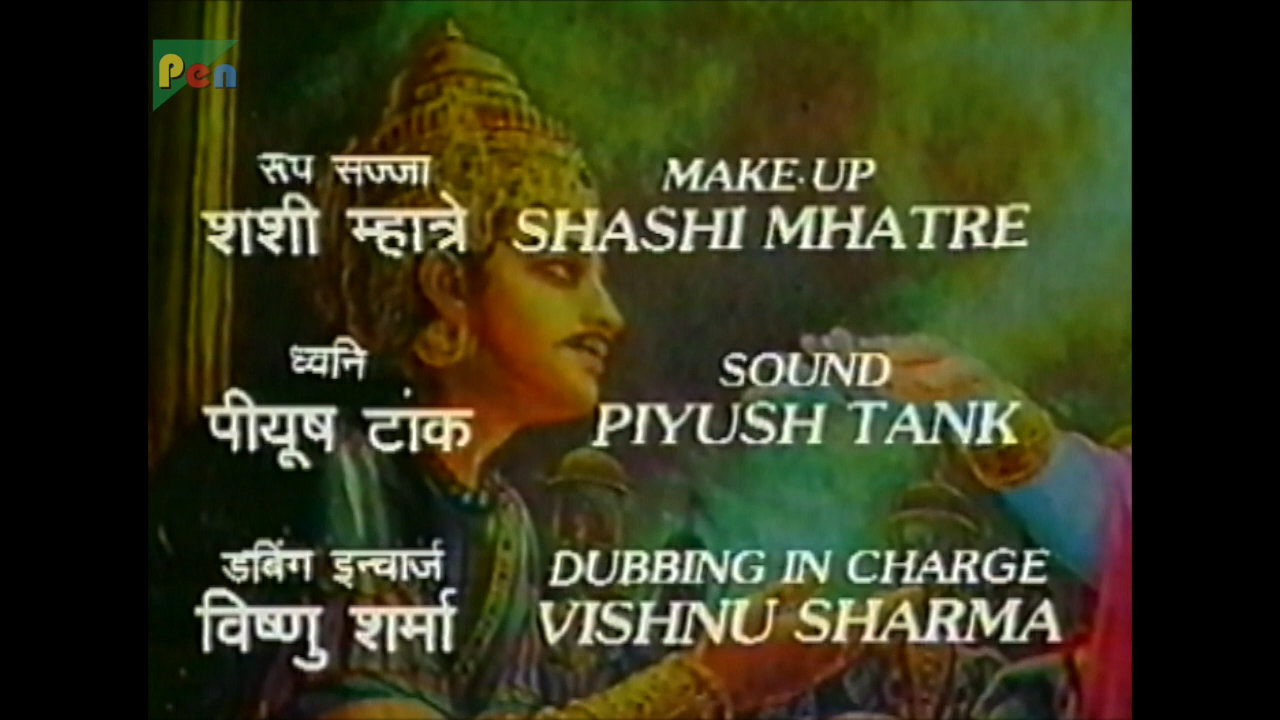 Pen
रूप सज्जा MAKE-UP
शशी म्हात्रे SHASHI MHATRE
ध्वनि SOUND
पीयूष टांक PIYUSH TANK
डबिंग इन्चार्ज DUBBING IN CHARGE
विष्णु शर्मा VISHNU SHARMA